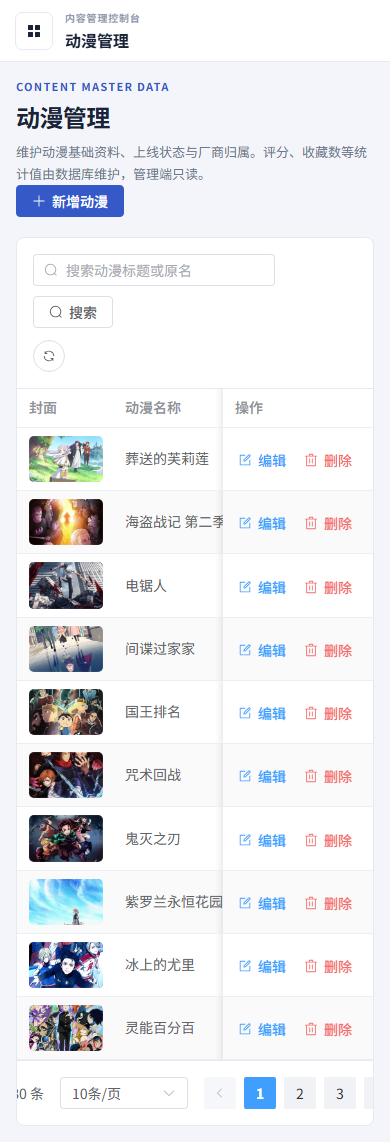 内容管理控制台
动漫管理
CONTENT MASTER DATA
动漫管理
维护动漫基础资料、上线状态与厂商归属。评分、收藏数等统
计值由数据库维护，管理端只读。
新增动漫
搜索动漫标题或原名
搜索
封面 动漫名称 操作
葬送的芙莉莲 编辑 删除
海盗战记 第二季 编辑 删除
电锯人 编辑 删除
间谍过家家 编辑 删除
国王排名 编辑 删除
咒术回战 编辑 删除
鬼灭之刃 编辑 删除
紫罗兰永恒花园 编辑 删除
冰上的尤里 编辑 删除
灵能百分百 编辑 删除
0 条 10条/页 1 2 3